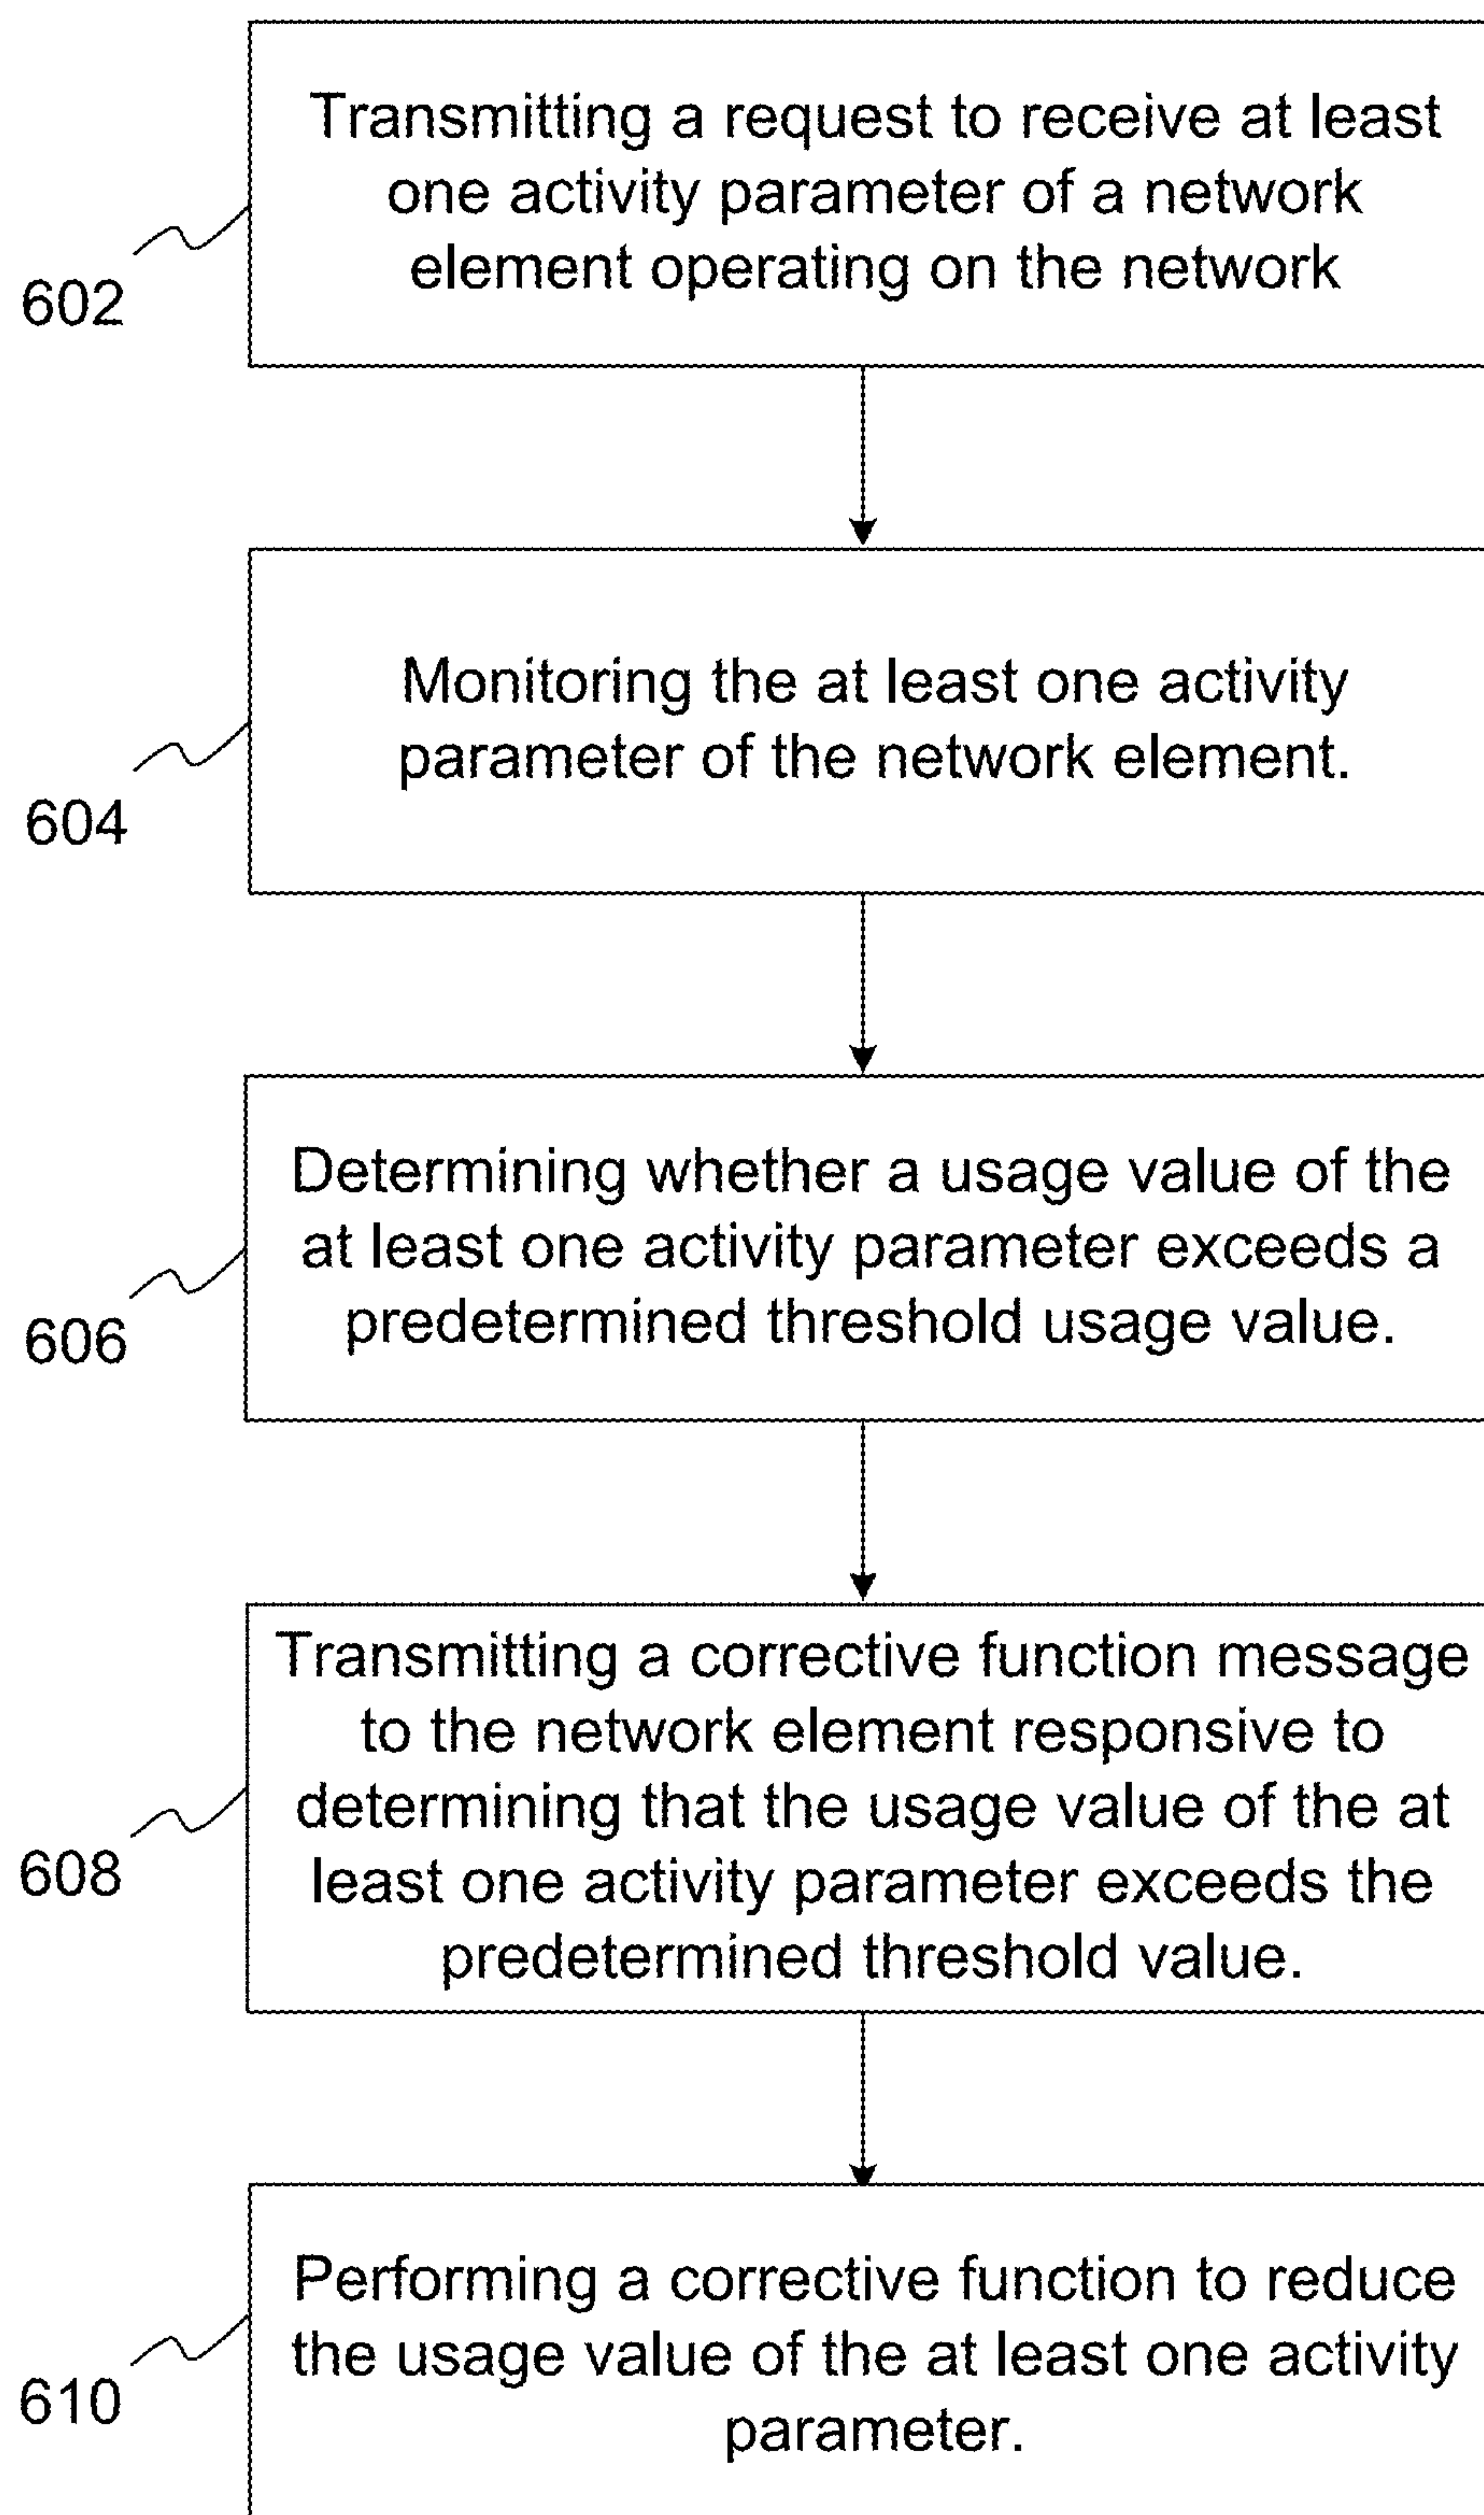 Transmitting a request to receive at least
one activity parameter of a network
element operating on the network
602
Monitoring the at least one activity
parameter of the network element.
604
Determining whether a usage value of the
at least one activity parameter exceeds a
predetermined threshold usage value.
606
Transmitting a corrective function message
to the network element responsive to
determining that the usage value of the at
least one activity parameter exceeds the
predetermined threshold value.
608
Performing a corrective function to reduce
the usage value of the at least one activity
parameter.
610